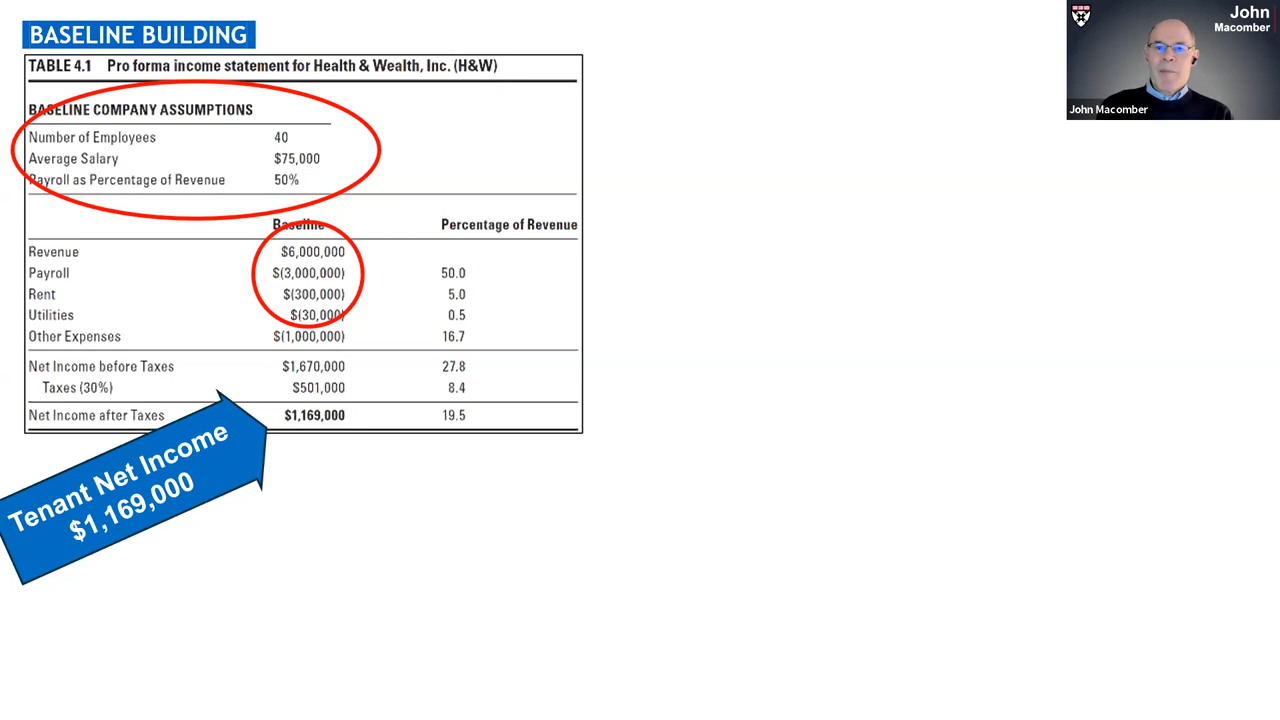 BASELINE BUILDING
TABLE 4.1 Pro forma income statement for Health & Wealth, Inc. (H&W)
BASELINE COMPANY ASSUMPTIONS
Number of Employees 40
Average Salary $75,000
Payroll as Percentage of Revenue 50%
Baseline Percentage of Revenue
Revenue $6,000,000
Payroll $(3,000,000) 50.0
Rent $(300,000) 5.0
Utilities $(30,000) 0.5
Other Expenses $(1,000,000) 16.7
Net Income before Taxes $1,670,000 27.8
Taxes (30%) $501,000 8.4
Net Income after Taxes $1,169,000 19.5
Tenant Net Income
$1,169,000
John
Macomber
John Macomber